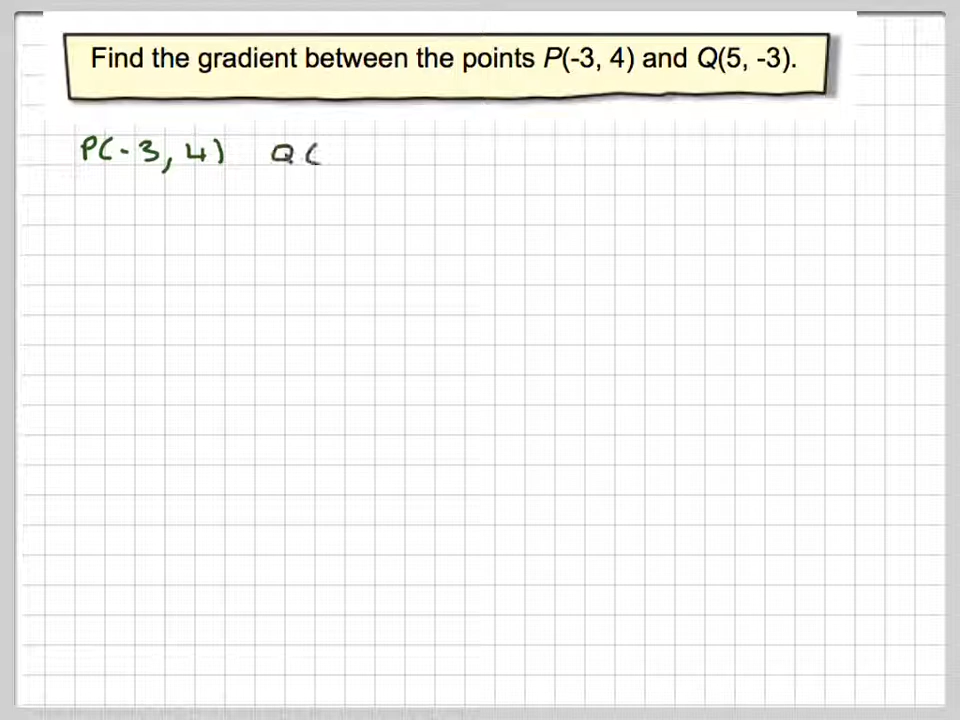 Find the gradient between the points P(-3, 4) and Q(5, -3).
P(-3, 4) Q(